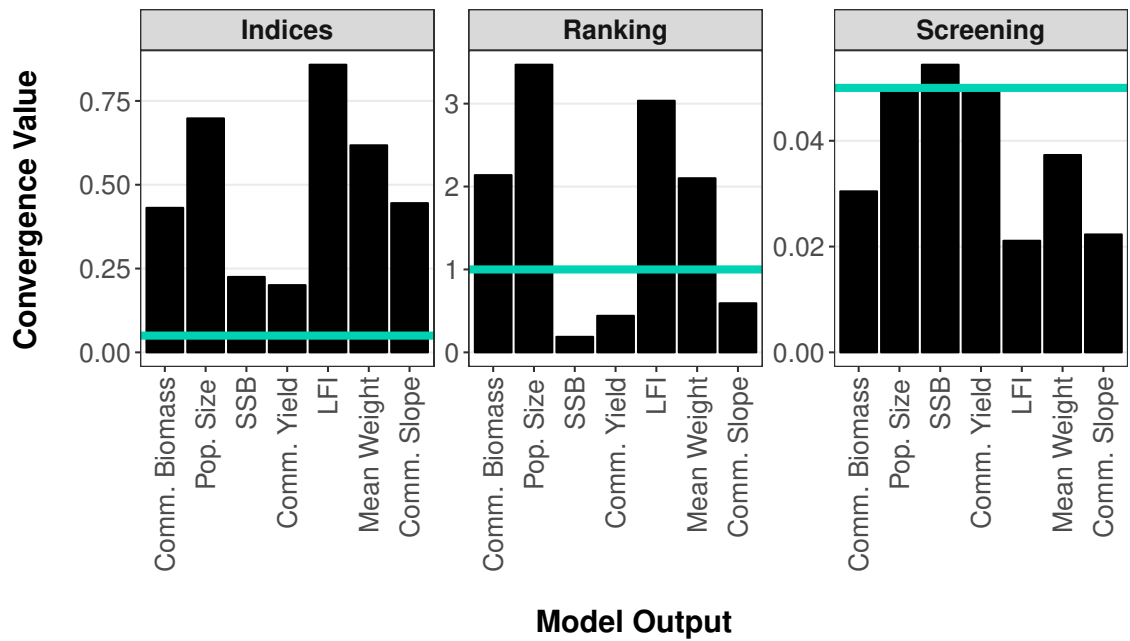 Indices
Ranking
Screening
Convergence Value
0.75
0.50
0.25
0.00
3
2
1
0
0.04
0.02
0.00
Comm. Biomass
Pop. Size
SSB
Comm. Yield
LFI
Mean Weight
Comm. Slope
Comm. Biomass
Pop. Size
SSB
Comm. Yield
LFI
Mean Weight
Comm. Slope
Comm. Biomass
Pop. Size
SSB
Comm. Yield
LFI
Mean Weight
Comm. Slope
Model Output